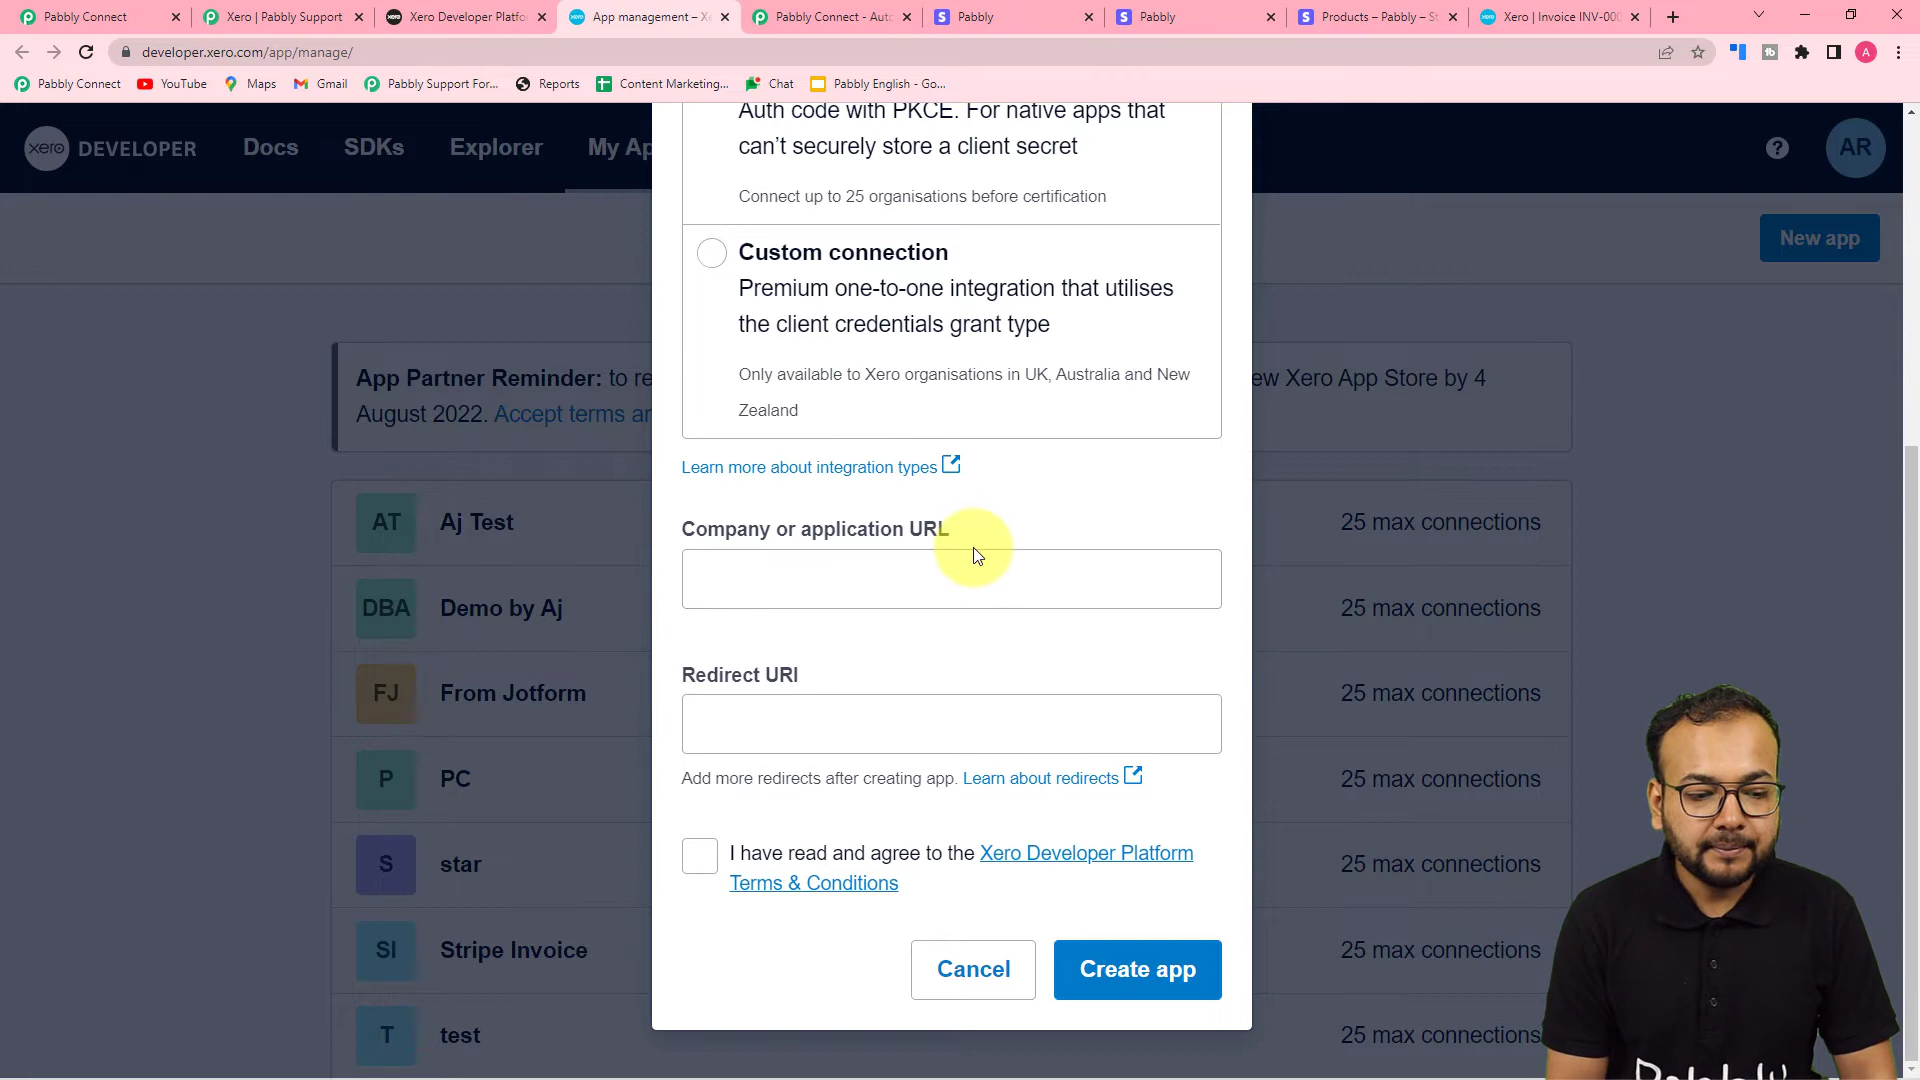 Pabbly Connect
Xero | Pabbly Support
Xero Developer Platfo
App management – Xe
Pabbly Connect - Auto
Pabbly
Pabbly
Products – Pabbly – St
Xero | Invoice INV-000
developer.xero.com/app/manage/
A
Pabbly Connect
YouTube
Maps
Gmail
Pabbly Support For...
Reports
Content Marketing...
Chat
Pabbly English - Go...
xero DEVELOPER
Docs
SDKs
Explorer
My Ap
AR
New app
Auth code with PKCE. For native apps that
can't securely store a client secret
Connect up to 25 organisations before certification
Custom connection
Premium one-to-one integration that utilises
the client credentials grant type
Only available to Xero organisations in UK, Australia and New
Zealand
App Partner Reminder: to re
ew Xero App Store by 4
August 2022. Accept terms an
Learn more about integration types
Company or application URL
Redirect URI
Add more redirects after creating app. Learn about redirects
I have read and agree to the Xero Developer Platform
Terms & Conditions
Cancel
Create app
AT Aj Test 25 max connections
DBA Demo by Aj 25 max connections
FJ From Jotform 25 max connections
P PC 25 max connections
S star 25 max connections
SI Stripe Invoice 25 max connections
T test 25 max connections
Pabbly